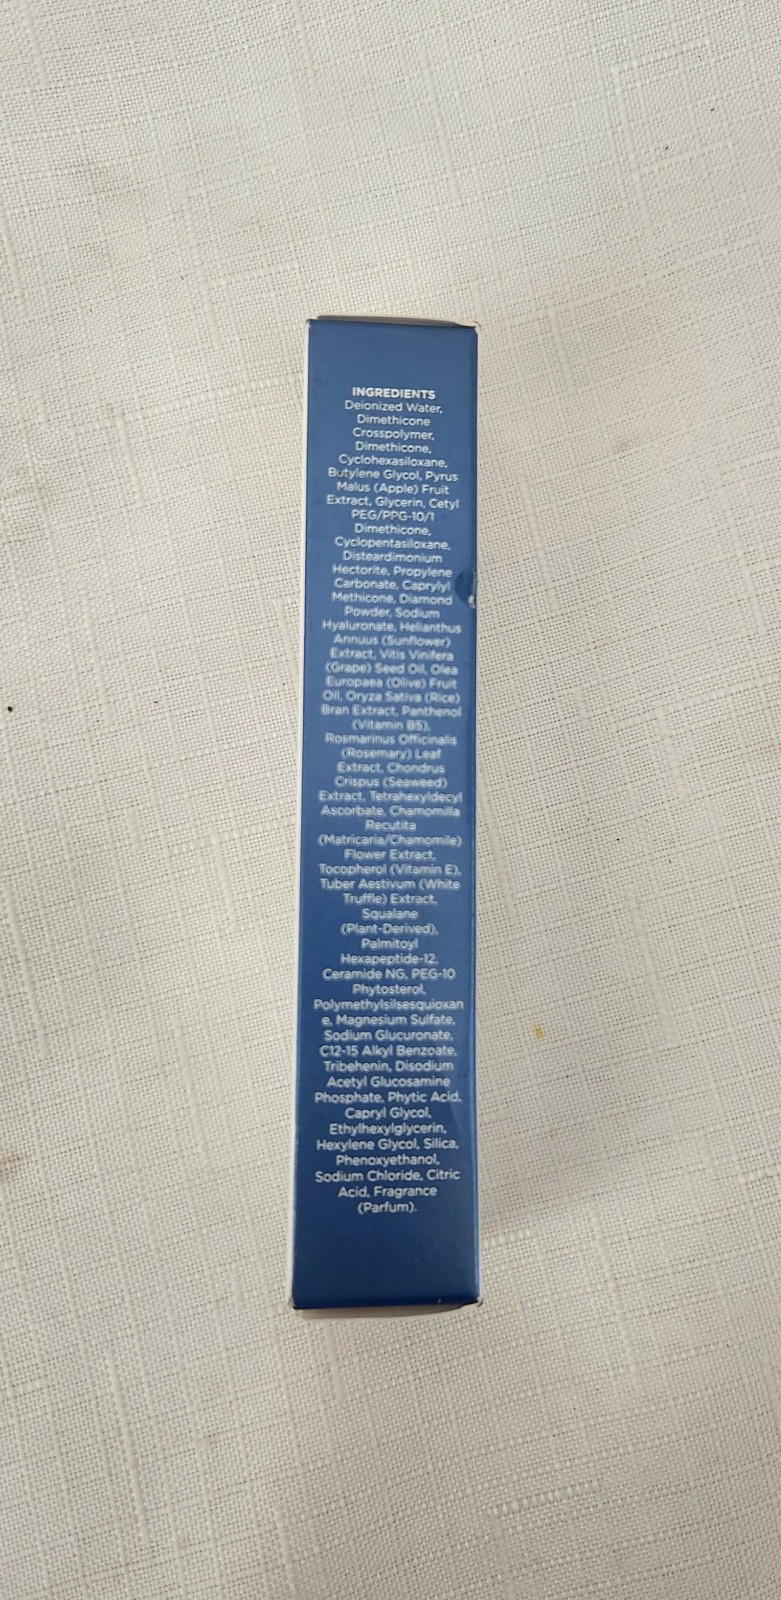 INGREDIENTS
Deionized Water,
Dimethicone
Crosspolymer,
Dimethicone,
Cyclohexasiloxane,
Butylene Glycol, Pyrus
Malus (Apple) Fruit
Extract, Glycerin, Cetyl
PEG/PPG-10/1
Dimethicone,
Cyclopentasiloxane,
Disteardimonium
Hectorite, Propylene
Carbonate, Caprylyl
Methicone, Diamond
Powder, Sodium
Hyaluronate, Helianthus
Annuus (Sunflower)
Extract, Vitis Vinifera
(Grape) Seed Oil, Olea
Europaea (Olive) Fruit
Oil, Oryza Sativa (Rice)
Bran Extract, Panthenol
(Vitamin B5),
Rosmarinus Officinalis
(Rosemary) Leaf
Extract, Chondrus
Crispus (Seaweed)
Extract, Tetrahexyldecyl
Ascorbate, Chamomilla
Recutita
(Matricaria/Chamomile)
Flower Extract,
Tocopherol (Vitamin E),
Tuber Aestivum (White
Truffle) Extract,
Squalane
(Plant-Derived),
Palmitoyl
Hexapeptide-12,
Ceramide NG, PEG-10
Phytosterol,
Polymethylsilsesquioxan
e, Magnesium Sulfate,
Sodium Glucuronate,
C12-15 Alkyl Benzoate,
Tribehenin, Disodium
Acetyl Glucosamine
Phosphate, Phytic Acid,
Capryl Glycol,
Ethylhexylglycerin,
Hexylene Glycol, Silica,
Phenoxyethanol,
Sodium Chloride, Citric
Acid, Fragrance
(Parfum).